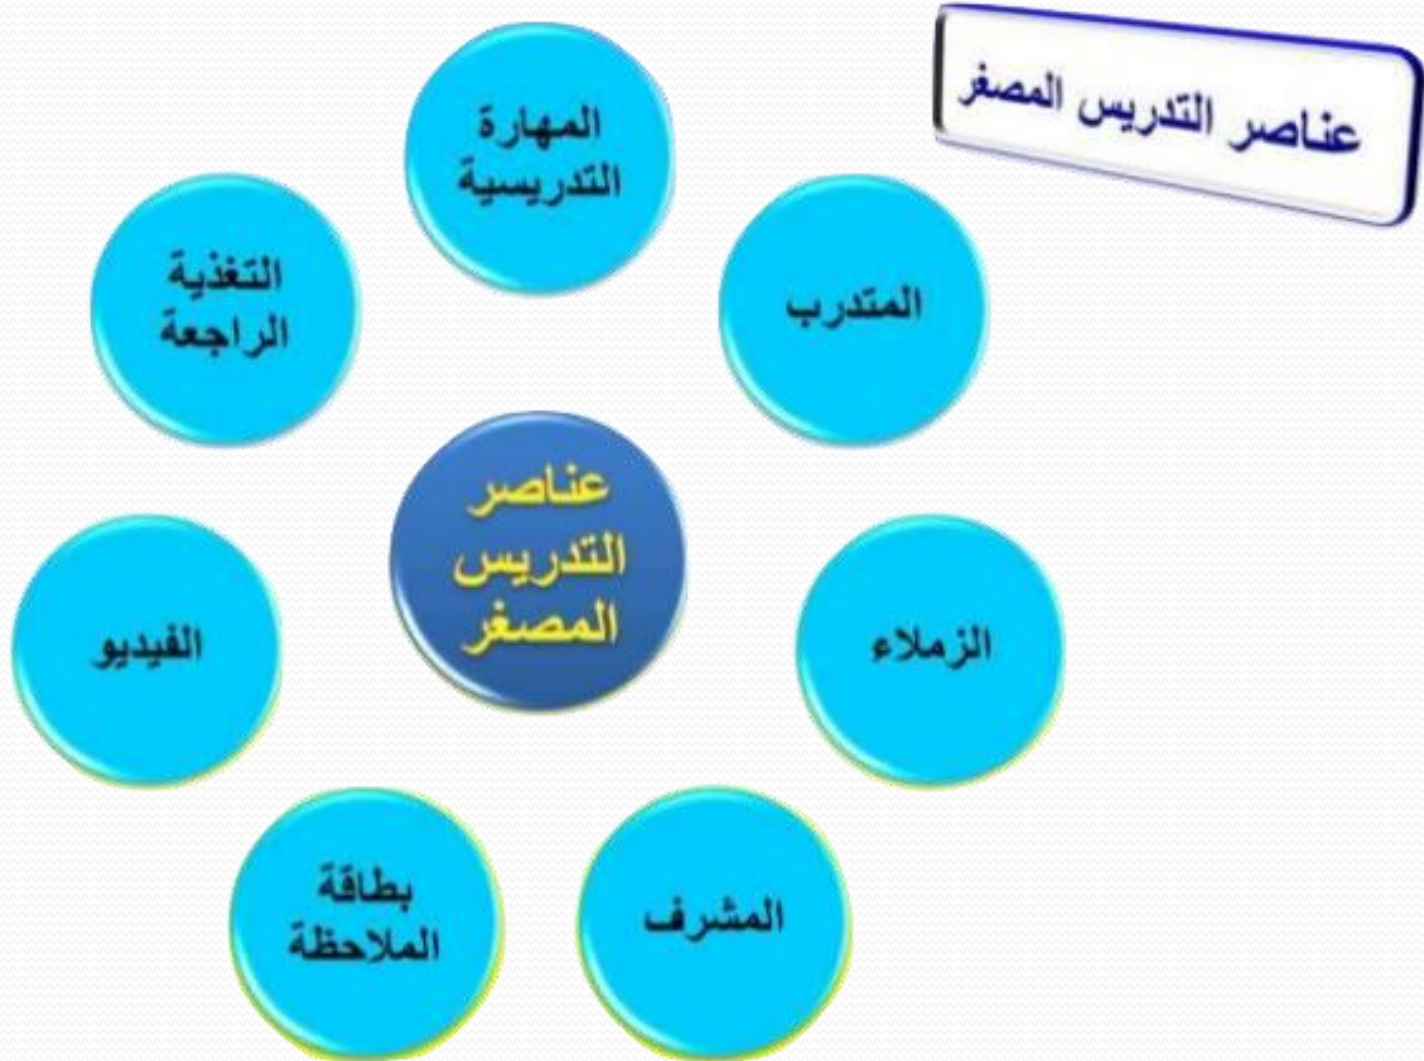 عناصر التدريس المصغر
المهارة
التدريسية
المتدرب
الزملاء
المشرف
بطاقة
الملاحظة
الفيديو
التغذية
الراجعة
عناصر
التدريس
المصغر